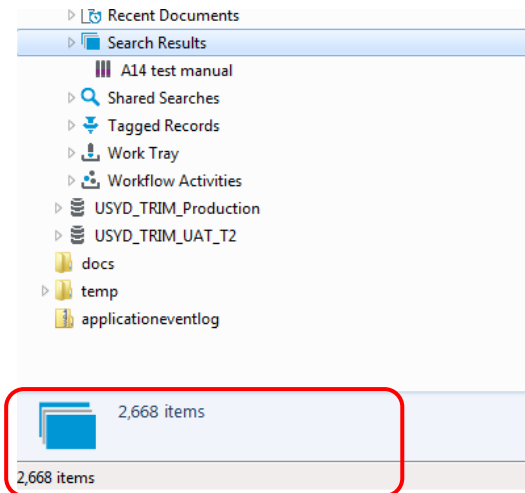 Recent Documents
Search Results
A14 test manual
Shared Searches
Tagged Records
Work Tray
Workflow Activities
USYD_TRIM_Production
USYD_TRIM_UAT_T2
docs
temp
applicationeventlog
2,668 items
2,668 items